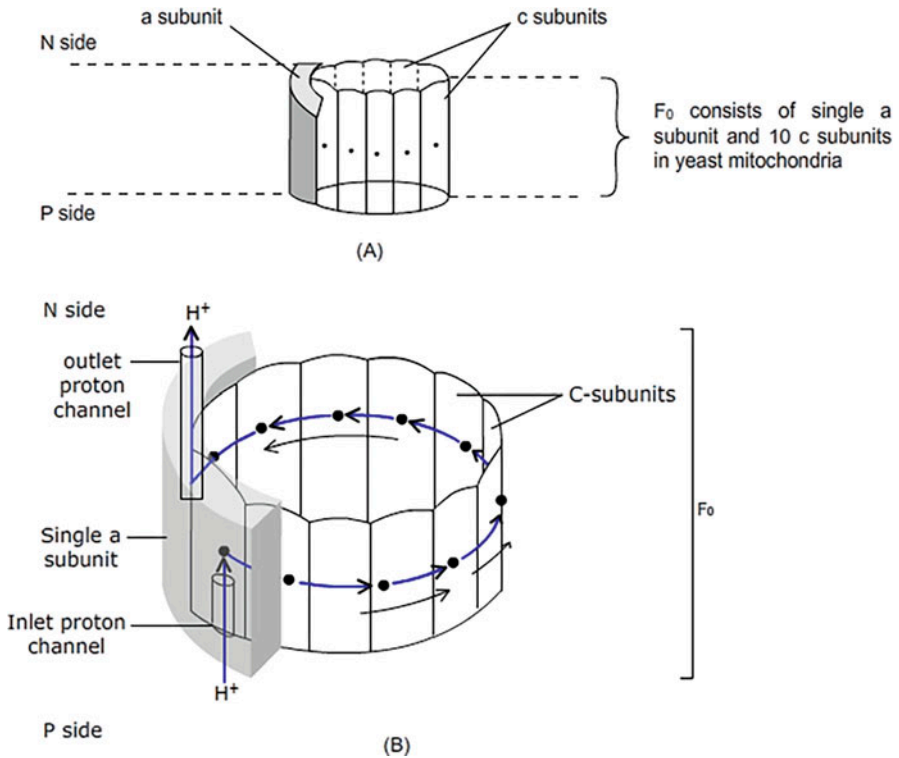 a subunit
c subunits
N side
F₀ consists of single a
subunit and 10 c subunits
in yeast mitochondria
P side
(A)
N side
H⁺
outlet
proton
channel
C-subunits
F₀
Single a
subunit
Inlet proton
channel
H⁺
P side
(B)